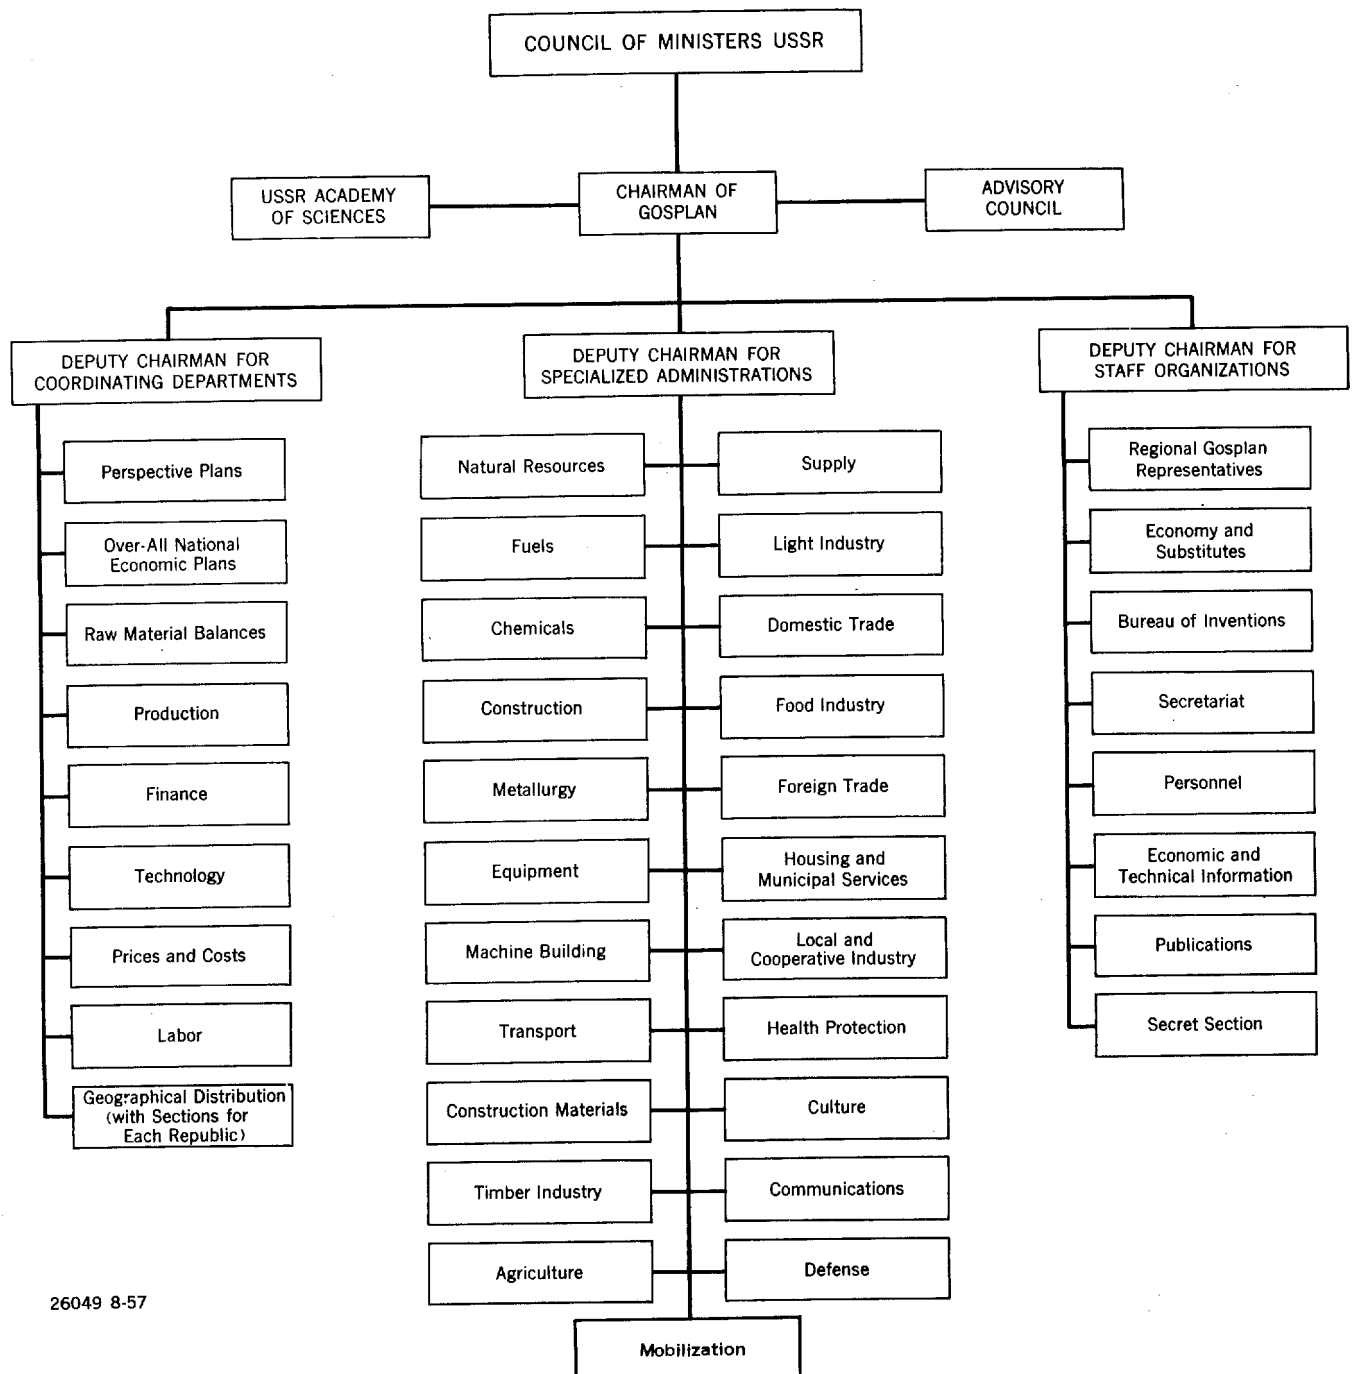 COUNCIL OF MINISTERS USSR
USSR ACADEMY
OF SCIENCES
CHAIRMAN OF
GOSPLAN
ADVISORY
COUNCIL
DEPUTY CHAIRMAN FOR
COORDINATING DEPARTMENTS
DEPUTY CHAIRMAN FOR
SPECIALIZED ADMINISTRATIONS
DEPUTY CHAIRMAN FOR
STAFF ORGANIZATIONS
Perspective Plans
Over-All National
Economic Plans
Raw Material Balances
Production
Finance
Technology
Prices and Costs
Labor
Geographical Distribution
(with Sections for
Each Republic)
Natural Resources
Fuels
Chemicals
Construction
Metallurgy
Equipment
Machine Building
Transport
Construction Materials
Timber Industry
Agriculture
Supply
Light Industry
Domestic Trade
Food Industry
Foreign Trade
Housing and
Municipal Services
Local and
Cooperative Industry
Health Protection
Culture
Communications
Defense
Mobilization
Regional Gosplan
Representatives
Economy and
Substitutes
Bureau of Inventions
Secretariat
Personnel
Economic and
Technical Information
Publications
Secret Section
26049 8-57